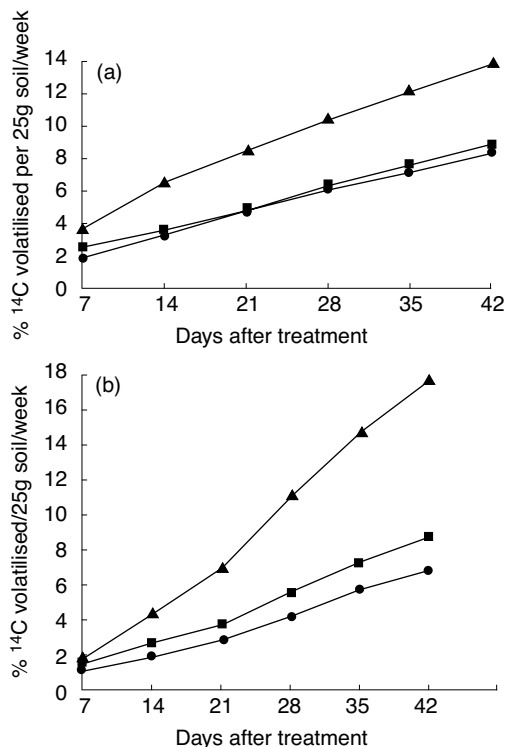 % ¹⁴C volatilised per 25g soil/week
14
12
10
8
6
4
2
0
(a)
7 14 21 28 35 42
Days after treatment
% ¹⁴C volatilised/25g soil/week
18
16
14
12
10
8
6
4
2
0
(b)
7 14 21 28 35 42
Days after treatment